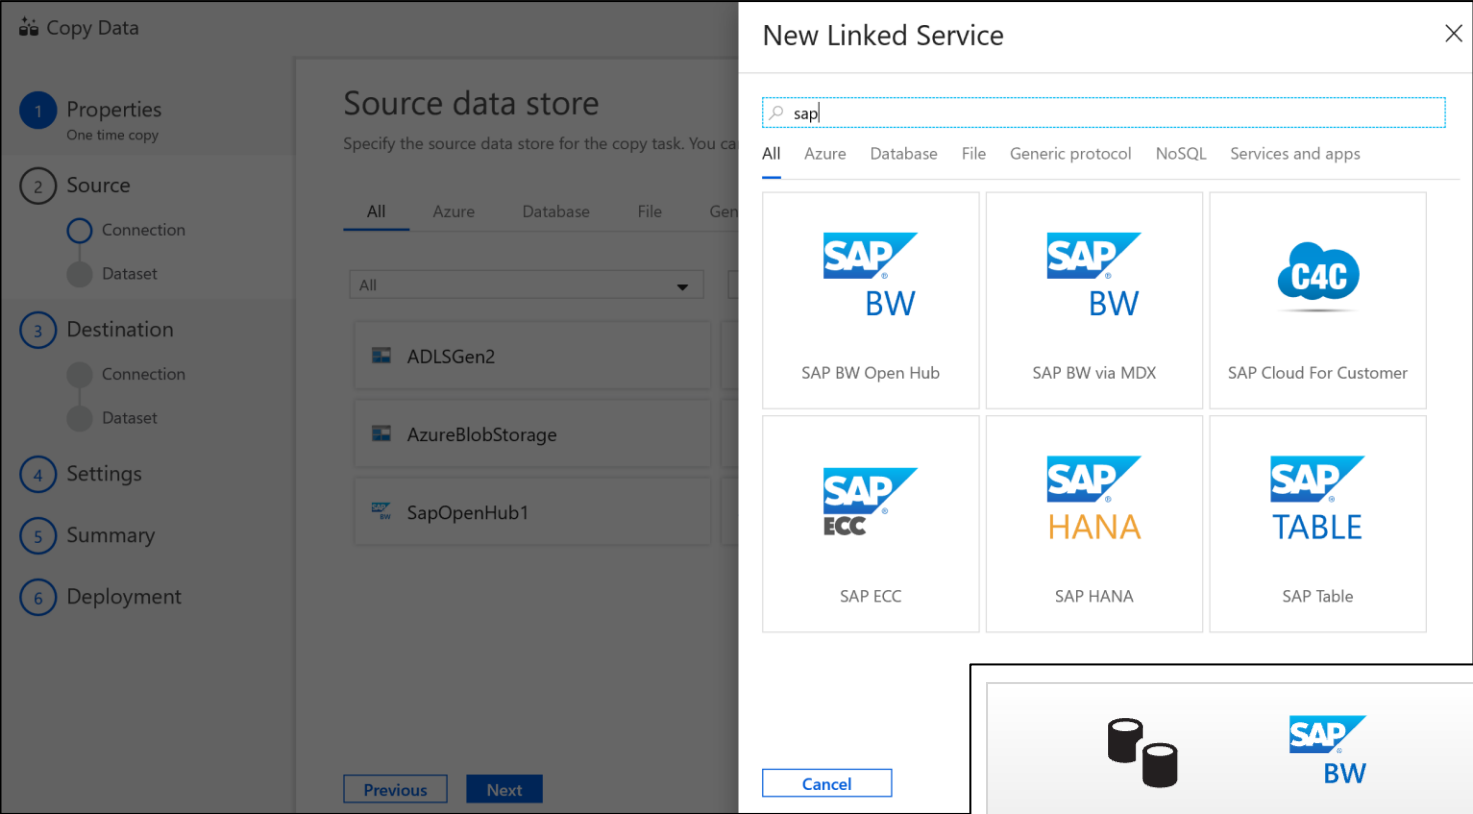 Copy Data
1 Properties
One time copy
2 Source
Connection
Dataset
3 Destination
Connection
Dataset
4 Settings
5 Summary
6 Deployment
Source data store
Specify the source data store for the copy task. You ca
All Azure Database File Gen
All
ADLSGen2
AzureBlobStorage
SAP BW SapOpenHub1
Previous Next
New Linked Service
sap
All Azure Database File Generic protocol NoSQL Services and apps
SAP® SAP® C4C
BW BW
SAP BW Open Hub SAP BW via MDX SAP Cloud For Customer
SAP® SAP® SAP®
ECC HANA TABLE
SAP ECC SAP HANA SAP Table
Cancel
SAP®
BW